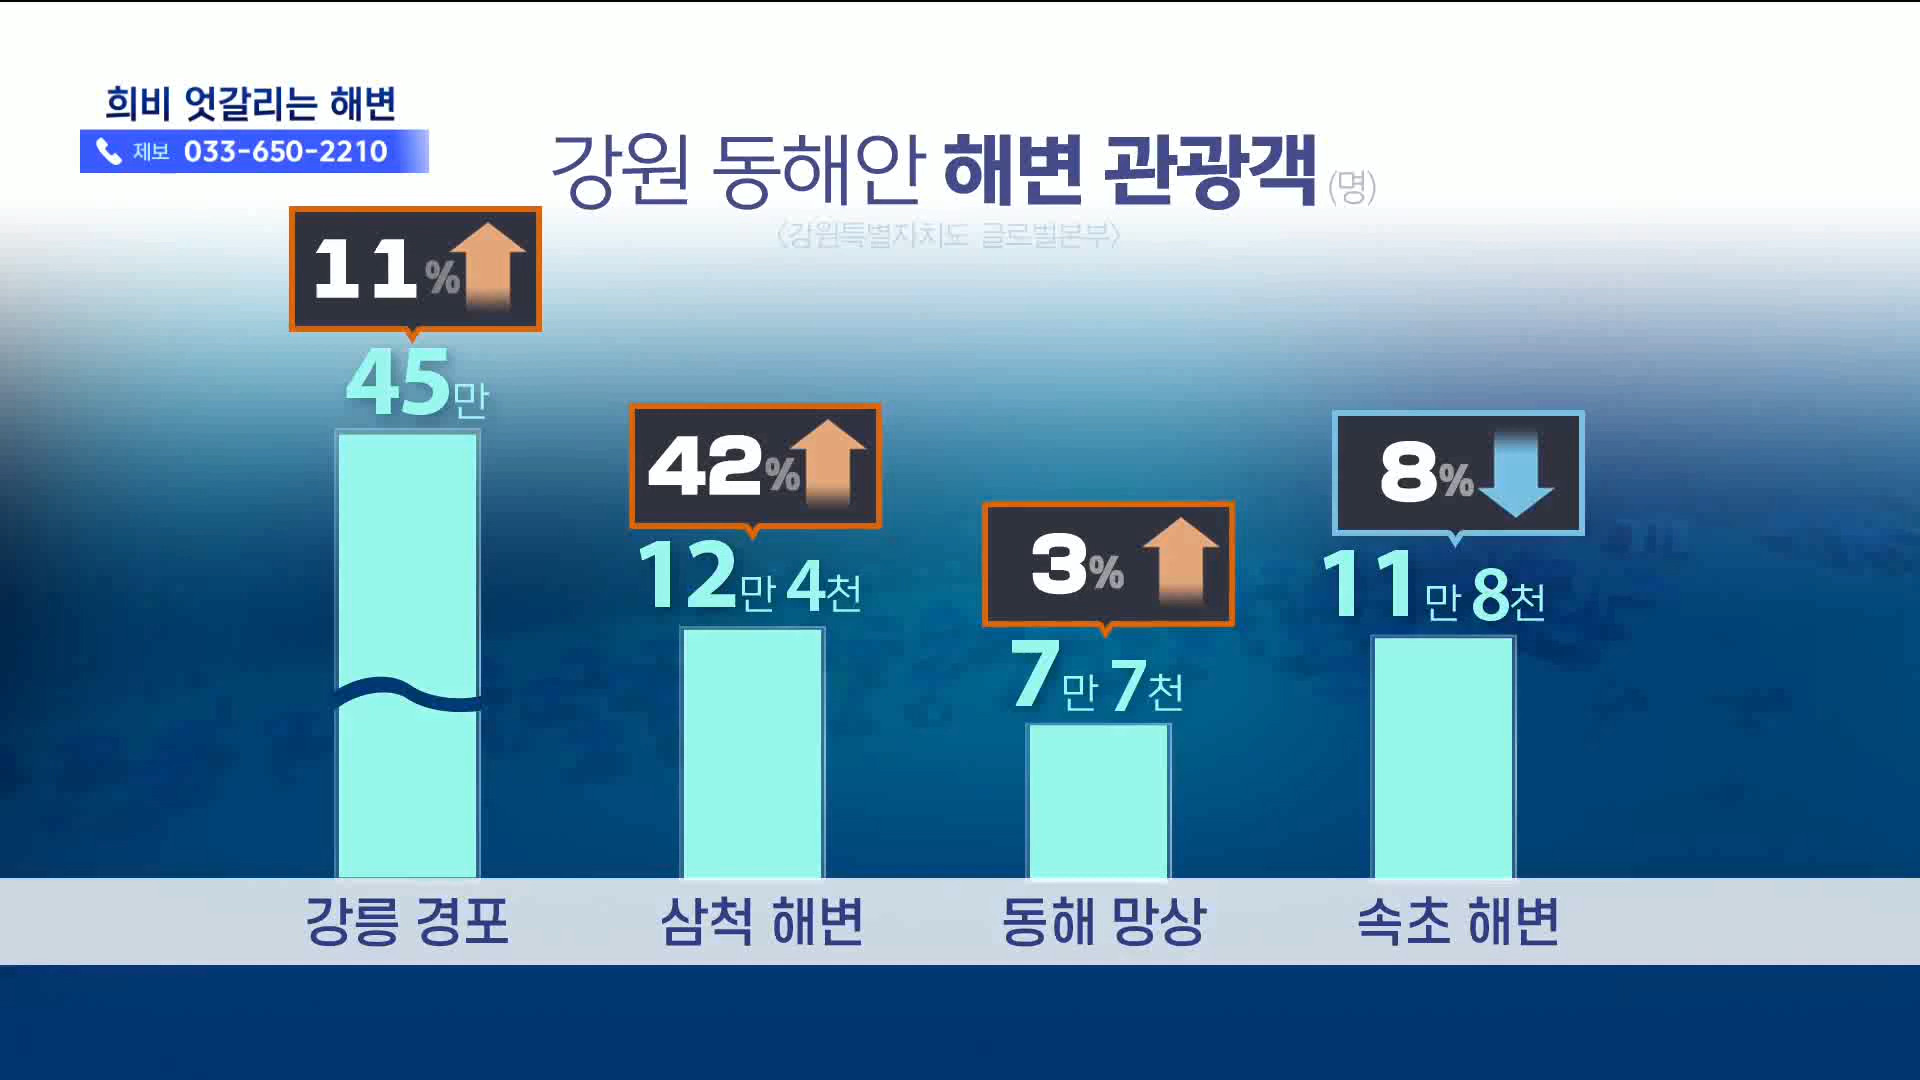 희비 엇갈리는 해변
제보 033-650-2210
강원 동해안 해변 관광객 (명)
<강원특별자치도 글로벌본부>
11%
45만
42%
12만 4천
3%
7만 7천
8%
11만 8천
강릉 경포
삼척 해변
동해 망상
속초 해변